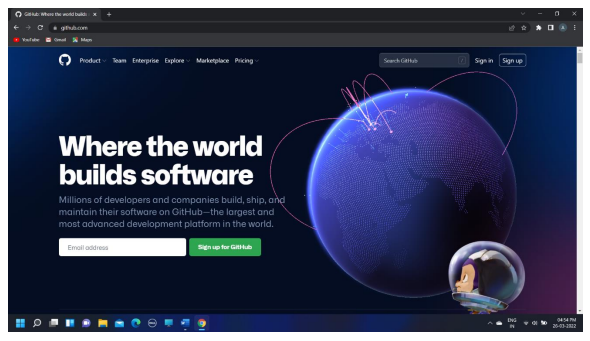 GitHub: Where the world builds
github.com
YouTube Gmail Maps
Product Team Enterprise Explore Marketplace Pricing
Search GitHub
/
Sign in Sign up
Where the world
builds software
Millions of developers and companies build, ship, and
maintain their software on GitHub—the largest and
most advanced development platform in the world.
Email address Sign up for GitHub
ENG 04:54 PM
IN 26-03-2022